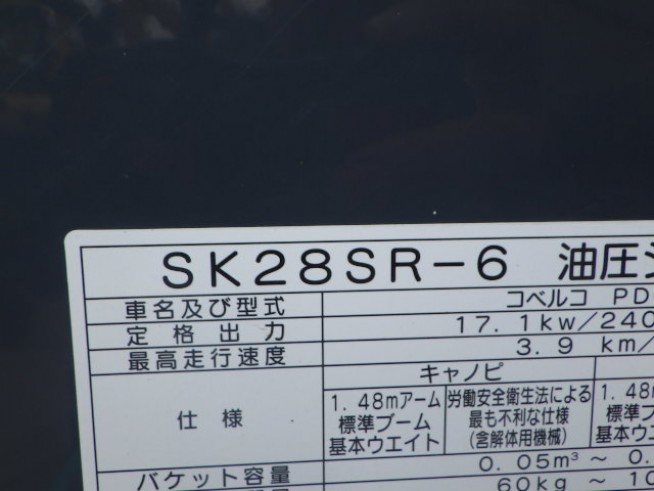 SK28SR-6 油圧
車名及び型式 コベルコ PD
定格出力 17.1kw/240
最高走行速度 3.9 km/
キャノピ
仕様
1.48mアーム 標準ブーム 基本ウエイト
労働安全衛生法による 最も不利な仕様 (含解体用機械)
1.48 標準 基本ウエ
バケット容量 0.05m³ ~ 0.
60kg ~ 10